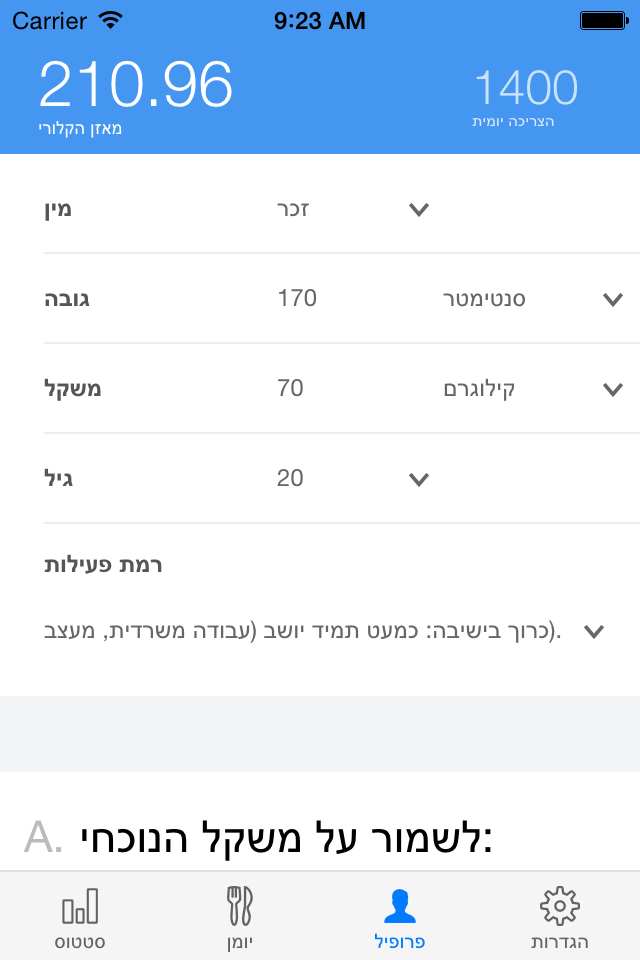 Carrier 9:23 AM
210.96 1400
מאזן הקלורי הצריכה יומית
מין זכר
גובה 170 סנטימטר
משקל 70 קילוגרם
גיל 20
רמת פעילות
כרוך בישיבה: כמעט תמיד יושב (עבודה משרדית, מעצב).
A. לשמור על משקל הנוכחי:
סטטוס יומן פרופיל הגדרות